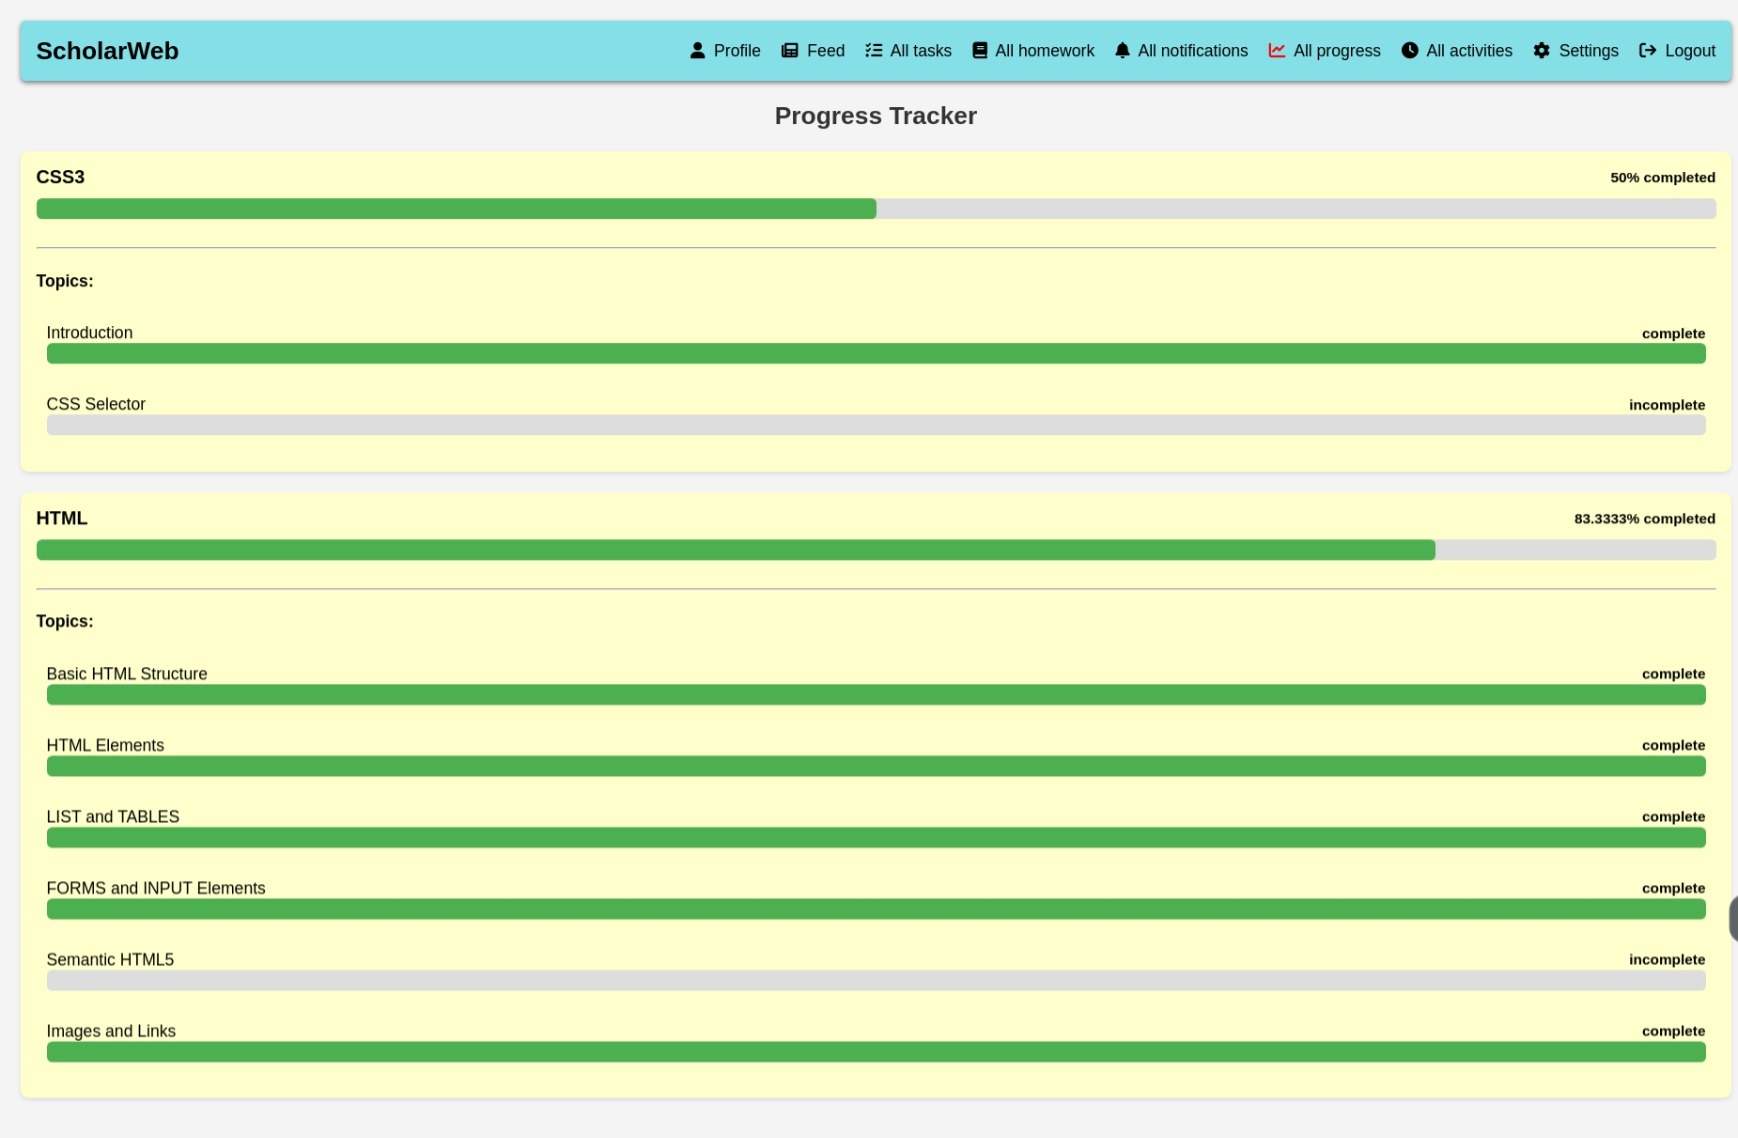 ScholarWeb
Profile Feed All tasks All homework All notifications All progress All activities Settings Logout
Progress Tracker
CSS3 50% completed
Topics:
Introduction complete
CSS Selector incomplete
HTML 83.3333% completed
Topics:
Basic HTML Structure complete
HTML Elements complete
LIST and TABLES complete
FORMS and INPUT Elements complete
Semantic HTML5 incomplete
Images and Links complete